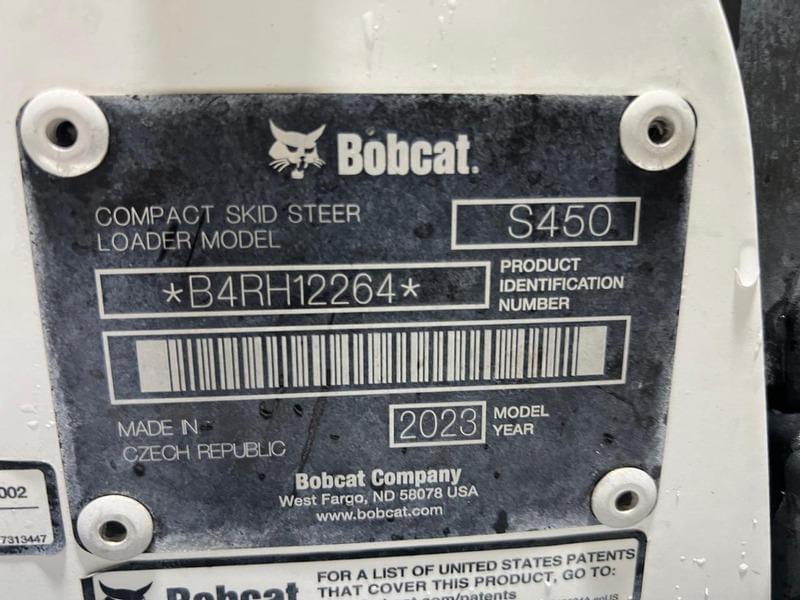 Bobcat.
COMPACT SKID STEER
LOADER MODEL
S450
*B4RH12264*
PRODUCT
IDENTIFICATION
NUMBER
MADE IN
CZECH REPUBLIC
2023
MODEL
YEAR
Bobcat Company
West Fargo, ND 58078 USA
www.bobcat.com
002
7313447
Bobcat
FOR A LIST OF UNITED STATES PATENTS
THAT COVER THIS PRODUCT, GO TO: